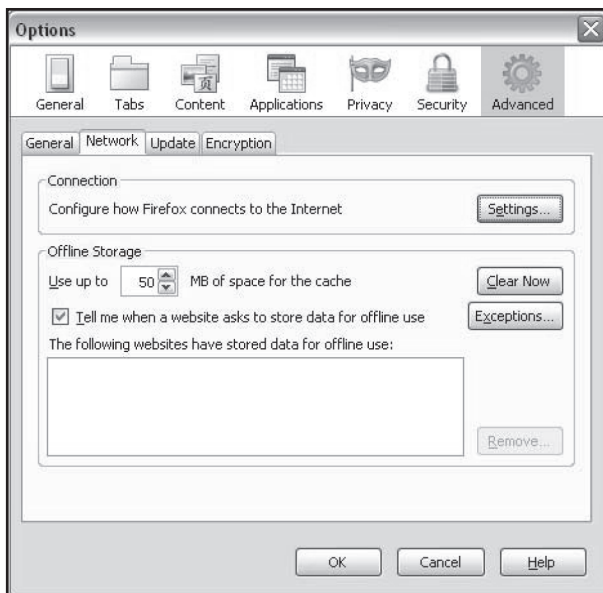 Options
General Tabs Content Applications Privacy Security Advanced
页
General Network Update Encryption
Connection
Configure how Firefox connects to the Internet Settings...
Offline Storage
Use up to 50 MB of space for the cache Clear Now
Tell me when a website asks to store data for offline use Exceptions...
The following websites have stored data for offline use:
Remove...
OK Cancel Help